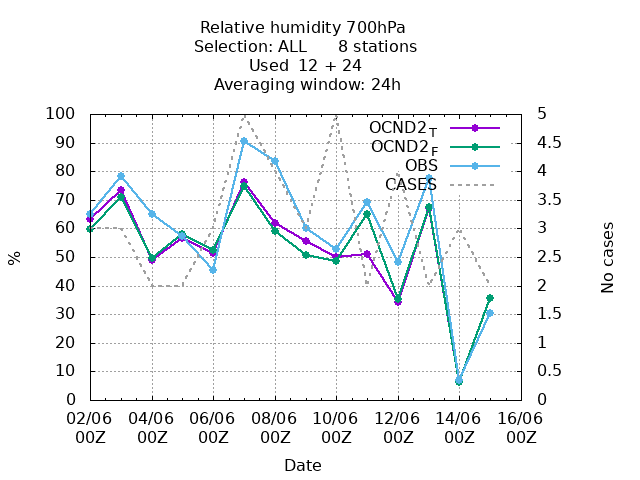 Relative humidity 700hPa
Selection: ALL      8 stations
Used  12 + 24
Averaging window: 24h
OCND2T
OCND2F
OBS
CASES
100
90
80
70
60
50
40
30
20
10
0
%
5
4.5
4
3.5
3
2.5
2
1.5
1
0.5
0
No cases
02/06 04/06 06/06 08/06 10/06 12/06 14/06 16/06
00Z 00Z 00Z 00Z 00Z 00Z 00Z 00Z
Date